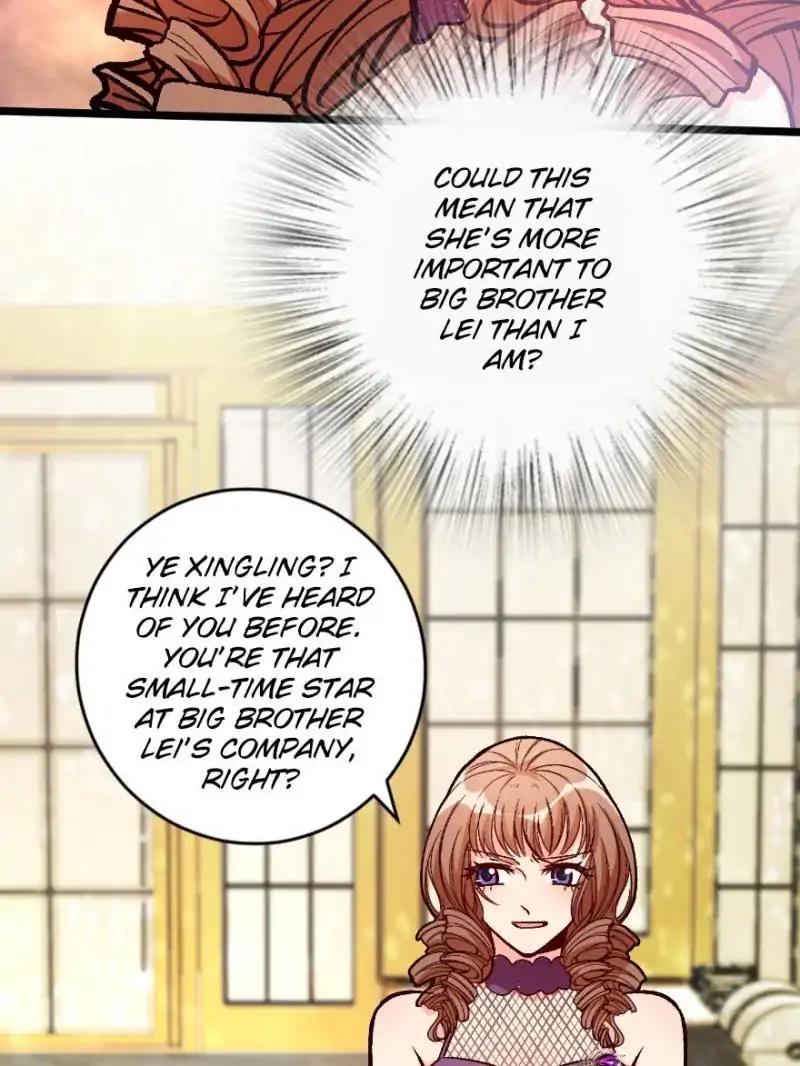 COULD THIS
MEAN THAT
SHE'S MORE
IMPORTANT TO
BIG BROTHER
LEI THAN I
AM?
YE XINGLING? I
THINK I'VE HEARD
OF YOU BEFORE.
YOU'RE THAT
SMALL-TIME STAR
AT BIG BROTHER
LEI'S COMPANY,
RIGHT?